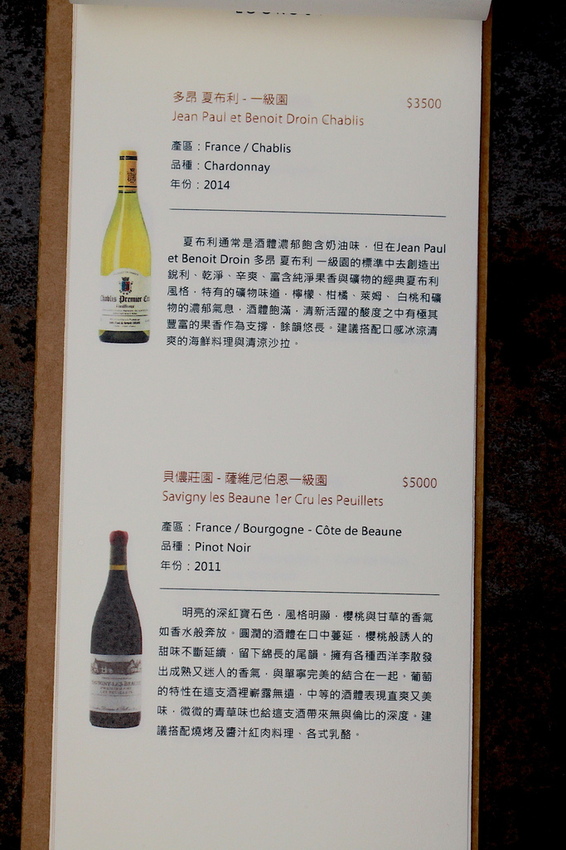 多昂 夏布利 - 一級園 $3500
Jean Paul et Benoit Droin Chablis
產區：France / Chablis
品種：Chardonnay
年份：2014
Chablis Premier Cru
夏布利通常是酒體濃郁飽含奶油味，但在Jean Paul
et Benoit Droin 多昂 夏布利 一級園的標準中去創造出
銳利、乾淨、辛爽、富含純淨果香與礦物的經典夏布利
風格，特有的礦物味道，檸檬、柑橘、萊姆、白桃和礦
物的濃郁氣息，酒體飽滿，清新活躍的酸度之中有極其
豐富的果香作為支撐，餘韻悠長。建議搭配口感冰涼清
爽的海鮮料理與清涼沙拉。
貝儂莊園 - 薩維尼伯恩一級園 $5000
Savigny les Beaune 1er Cru les Peuillets
產區：France / Bourgogne - Côte de Beaune
品種：Pinot Noir
年份：2011
明亮的深紅寶石色，風格明顯，櫻桃與甘草的香氣
如香水般奔放。圓潤的酒體在口中蔓延，櫻桃般誘人的
甜味不斷延續，留下綿長的尾韻。擁有各種西洋李散發
出成熟又迷人的香氣，與單寧完美的結合在一起。葡萄
的特性在這支酒裡嶄露無遺，中等的酒體表現直爽又美
味，微微的青草味也給這支酒帶來無與倫比的深度。建
議搭配燒烤及醬汁紅肉料理、各式乳酪。